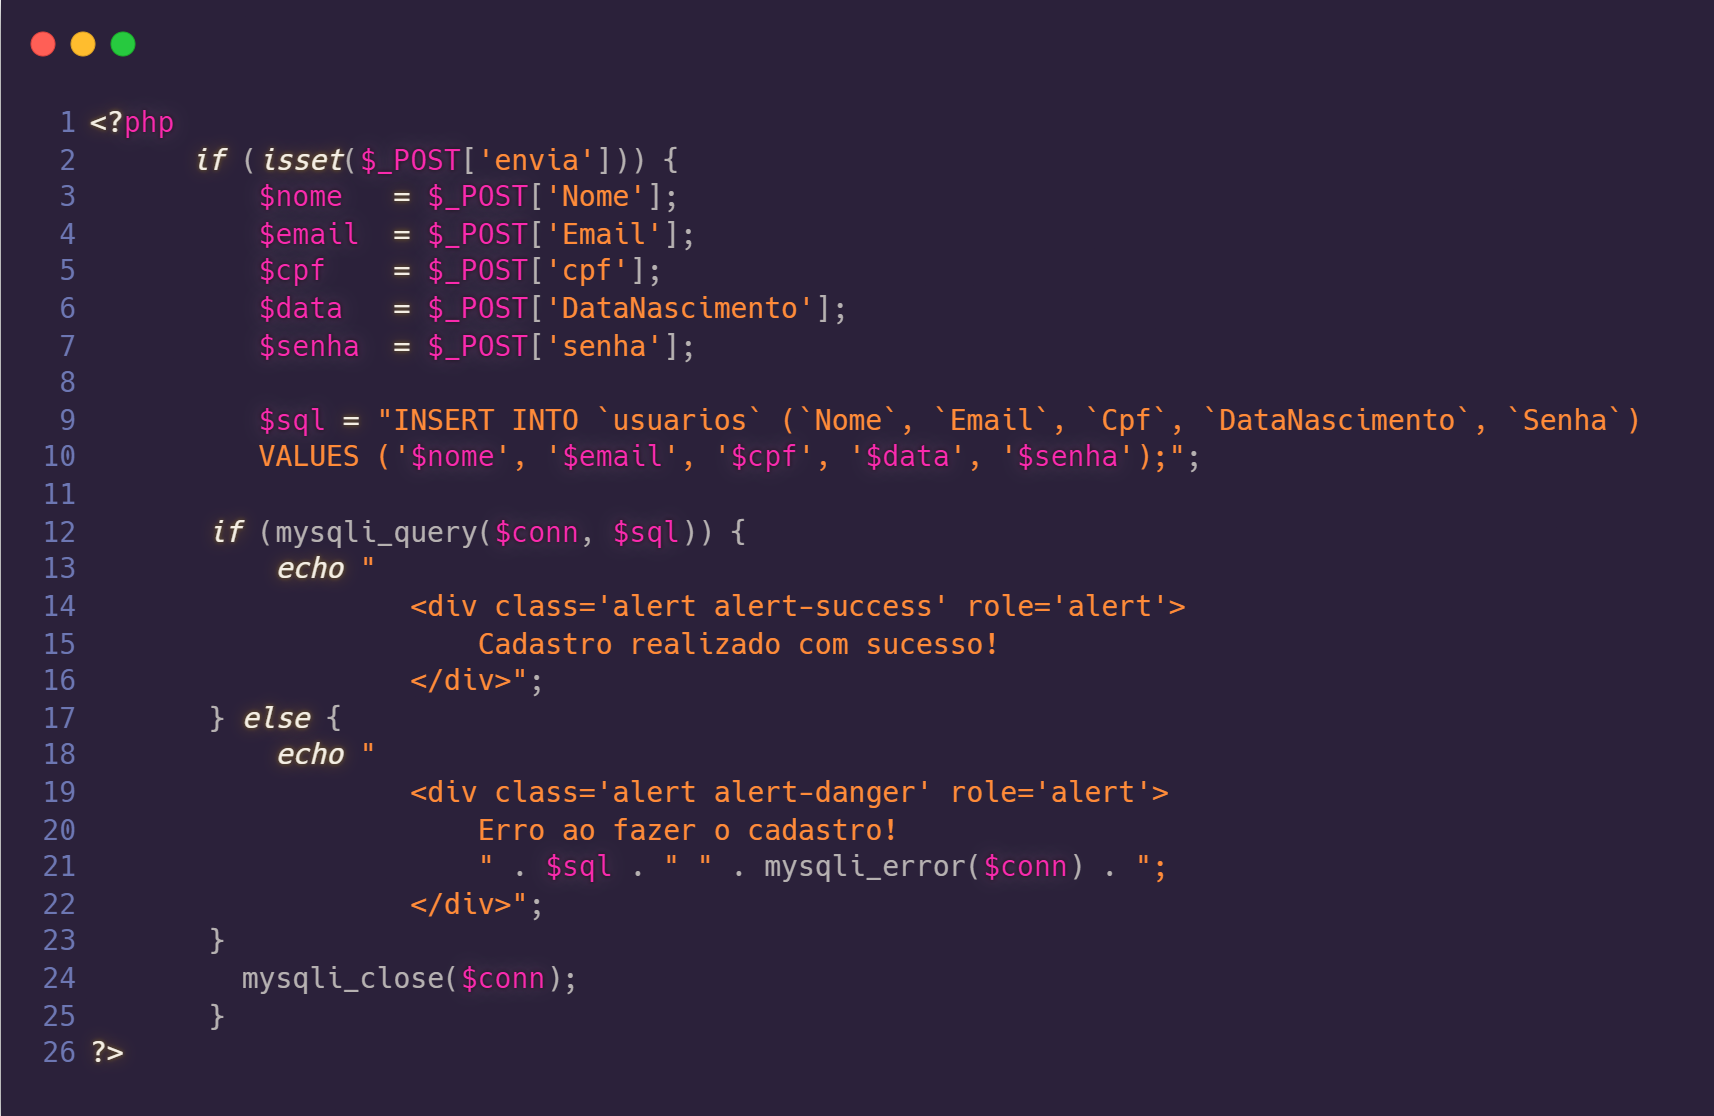 1 <?php
2       if (isset($_POST['envia'])) {
3           $nome   = $_POST['Nome'];
4           $email  = $_POST['Email'];
5           $cpf    = $_POST['cpf'];
6           $data   = $_POST['DataNascimento'];
7           $senha  = $_POST['senha'];
8
9           $sql = "INSERT INTO `usuarios` (`Nome`, `Email`, `Cpf`, `DataNascimento`, `Senha`)
10          VALUES ('$nome', '$email', '$cpf', '$data', '$senha');";
11
12       if (mysqli_query($conn, $sql)) {
13           echo "
14                   <div class='alert alert-success' role='alert'>
15                       Cadastro realizado com sucesso!
16                   </div>";
17       } else {
18           echo "
19                   <div class='alert alert-danger' role='alert'>
20                       Erro ao fazer o cadastro!
21                       " . $sql . " " . mysqli_error($conn) . ";
22                   </div>";
23       }
24         mysqli_close($conn);
25       }
26 ?>